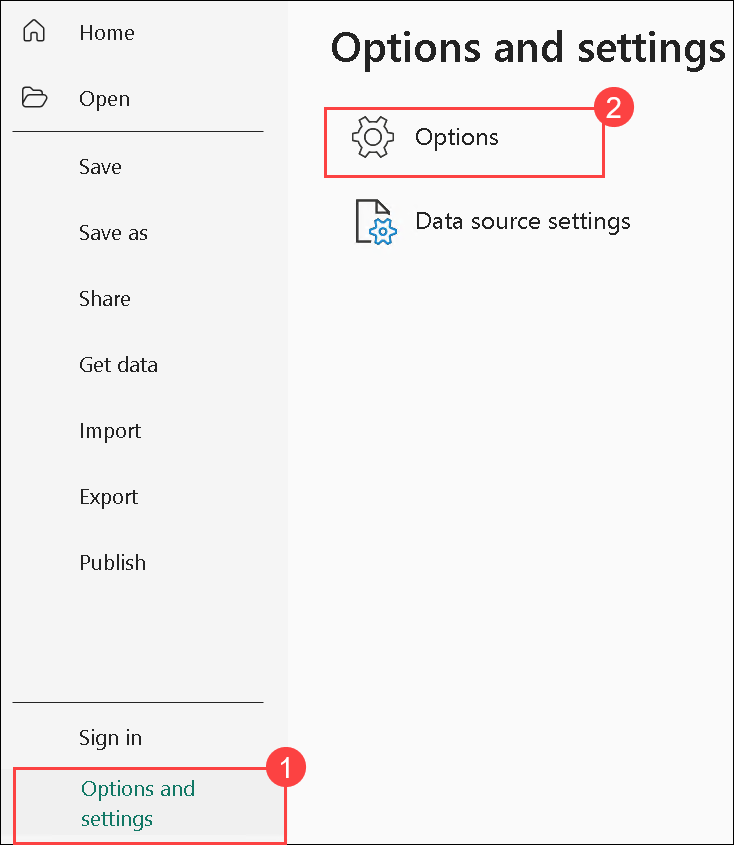 Home
Open
Save
Save as
Share
Get data
Import
Export
Publish
Sign in
1
Options and
settings
Options and settings
2
Options
Data source settings